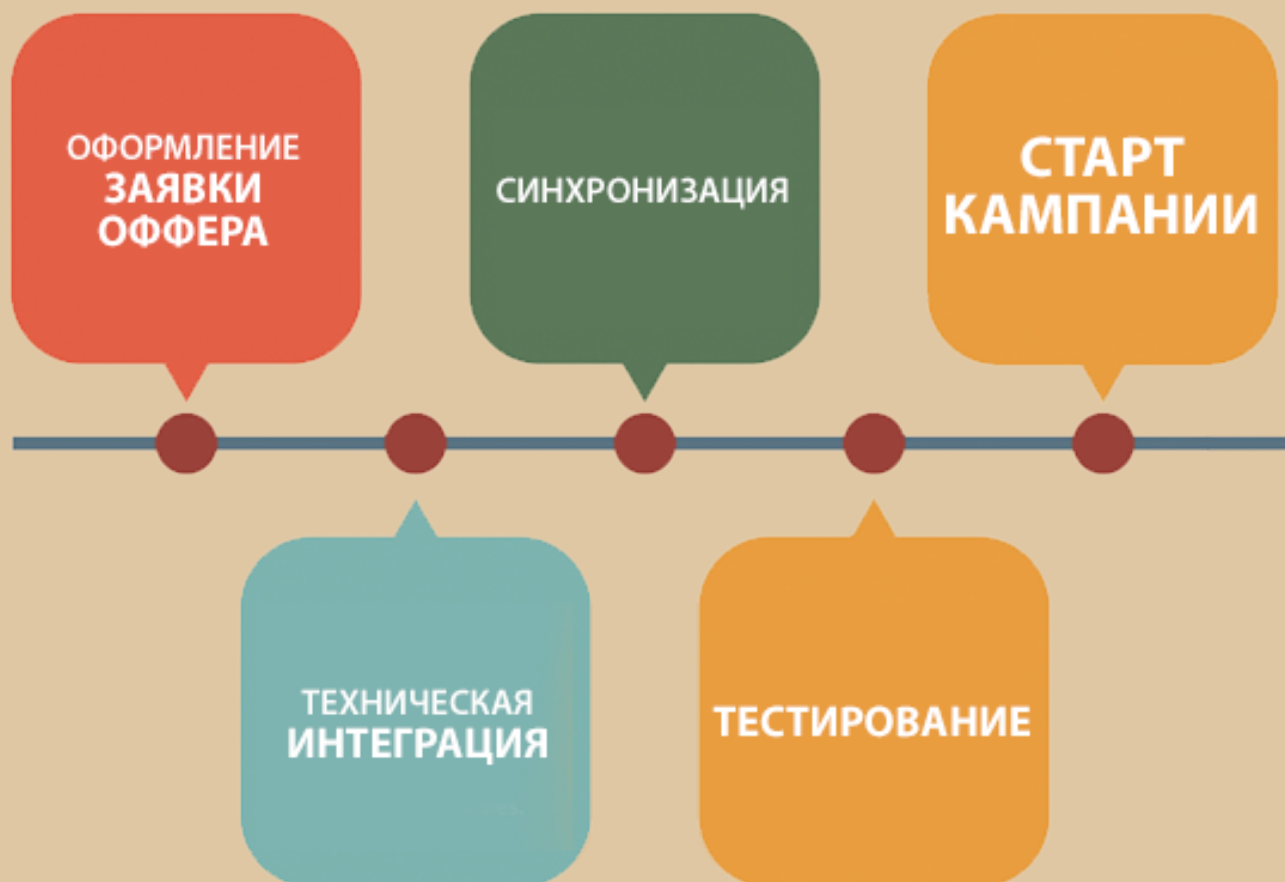 ОФОРМЛЕНИЕ
ЗАЯВКИ
ОФФЕРА
ТЕХНИЧЕСКАЯ
ИНТЕГРАЦИЯ
СИНХРОНИЗАЦИЯ
ТЕСТИРОВАНИЕ
СТАРТ
КАМПАНИИ